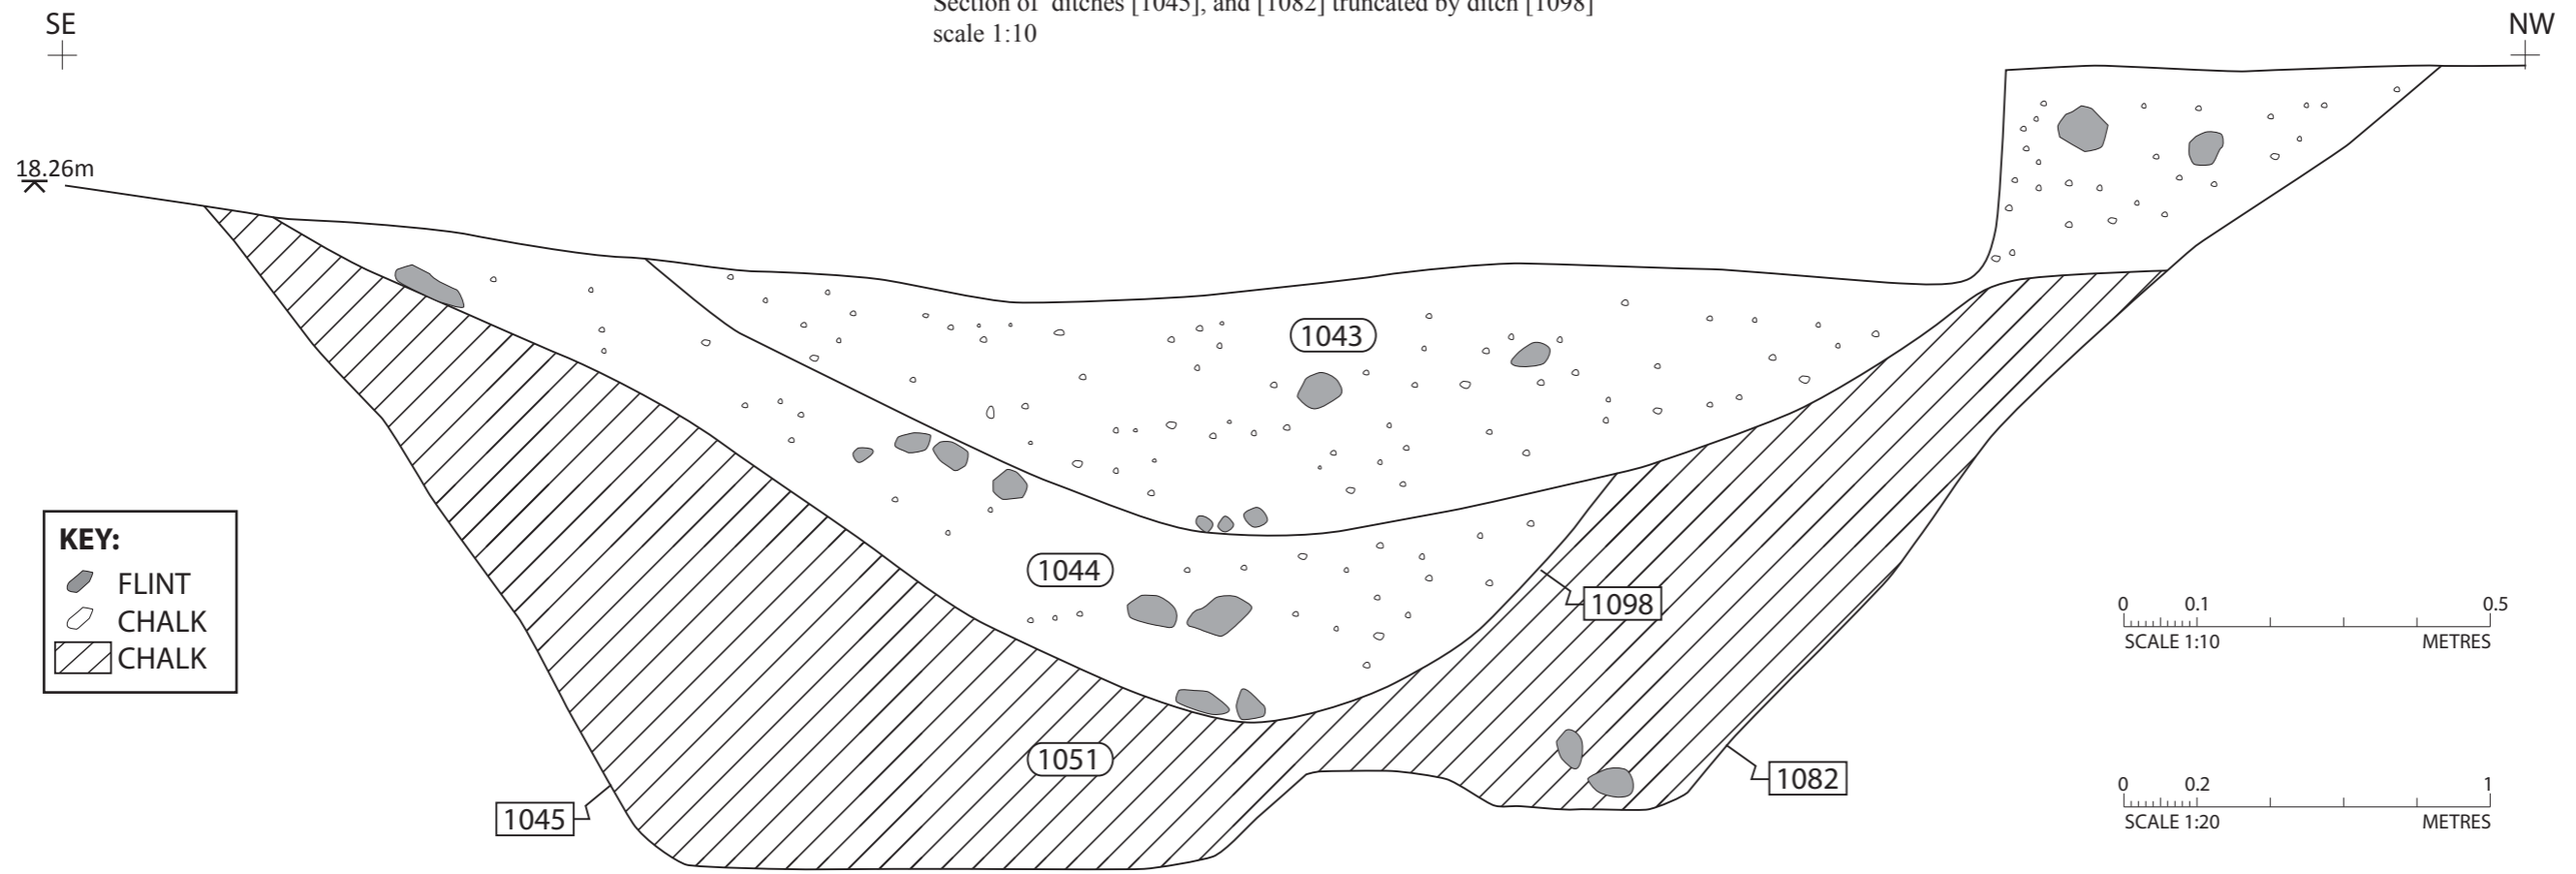 Section of ditches [1045], and [1082] truncated by ditch [1098]
scale 1:10
SE
NW
18.26m
1043
1044
1098
1051
1082
1045
KEY:
FLINT
CHALK
CHALK
0 0.1 0.5
SCALE 1:10 METRES
0 0.2 1
SCALE 1:20 METRES